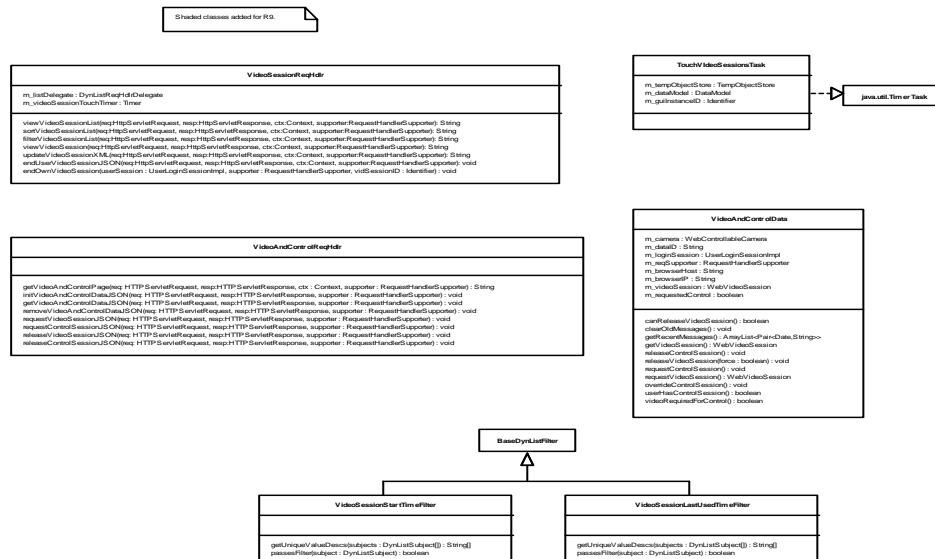 Shaded classes added for R9.
VideoSessionReqHdlr
m_listDelegate : DynListReqHdlrDelegate
m_videoSessionTouchTimer : Timer
viewVideoSessionList(req:HttpServletRequest, resp:HttpServletResponse, ctx:Context, supporter:RequestHandlerSupporter): String
sortVideoSessionList(req:HttpServletRequest, resp:HttpServletResponse, ctx:Context, supporter:RequestHandlerSupporter): String
filterVideoSessionList(req:HttpServletRequest, resp:HttpServletResponse, ctx:Context, supporter:RequestHandlerSupporter): String
viewVideoSession(req:HttpServletRequest, resp:HttpServletResponse, ctx:Context, supporter:RequestHandlerSupporter): String
updateVideoSessionXML(req:HttpServletRequest, resp:HttpServletResponse, ctx:Context, supporter:RequestHandlerSupporter): String
endUserVideoSessionJSON(req:HttpServletRequest, resp:HttpServletResponse, ctx:Context, supporter:RequestHandlerSupporter): void
endOwnVideoSession(userSession : UserLoginSessionImpl, supporter : RequestHandlerSupporter, vidSessionID : Identifier) : void
TouchVideoSessionsTask
m_tempObjectStore : TempObjectStore
m_dataModel : DataModel
m_guiInstanceID : Identifier
java.util.TimerTask
VideoAndControlReqHdlr
getVideoAndControlPage(req: HTTPServletRequest, resp:HTTPServletResponse, ctx : Context, supporter : RequestHandlerSupporter) : String
initVideoAndControlDataJSON(req: HTTPServletRequest, resp:HTTPServletResponse, supporter : RequestHandlerSupporter) : void
getVideoAndControlDataJSON(req: HTTPServletRequest, resp:HTTPServletResponse, supporter : RequestHandlerSupporter) : void
removeVideoAndControlDataJSON(req: HTTPServletRequest, resp:HTTPServletResponse, supporter : RequestHandlerSupporter) : void
requestVideoSessionJSON(req: HTTPServletRequest, resp:HTTPServletResponse, supporter : RequestHandlerSupporter) : void
requestControlSessionJSON(req: HTTPServletRequest, resp:HTTPServletResponse, supporter : RequestHandlerSupporter) : void
releaseVideoSessionJSON(req: HTTPServletRequest, resp:HTTPServletResponse, supporter : RequestHandlerSupporter) : void
releaseControlSessionJSON(req: HTTPServletRequest, resp:HTTPServletResponse, supporter : RequestHandlerSupporter) : void
VideoAndControlData
m_camera : WebControllableCamera
m_dataID : String
m_loginSession : UserLoginSessionImpl
m_reqSupporter : RequestHandlerSupporter
m_browserHost : String
m_browserIP : String
m_videoSession : WebVideoSession
m_requestedControl : boolean
canReleaseVideoSession() : boolean
clearOldMessages() : void
getRecentMessages() : ArrayList<Pair<Date,String>>
getVideoSession() : WebVideoSession
releaseControlSession() : void
releaseVideoSession(force : boolean) : void
requestControlSession() : void
requestVideoSession() : WebVideoSession
overrideControlSession() : void
userHasControlSession() : boolean
videoRequiredForControl() : boolean
BaseDynListFilter
VideoSessionStartTimeFilter
getUniqueValueDescs(subjects : DynListSubject[]) : String[]
passesFilter(subject : DynListSubject) : boolean
VideoSessionLastUsedTimeFilter
getUniqueValueDescs(subjects : DynListSubject[]) : String[]
passesFilter(subject : DynListSubject) : boolean